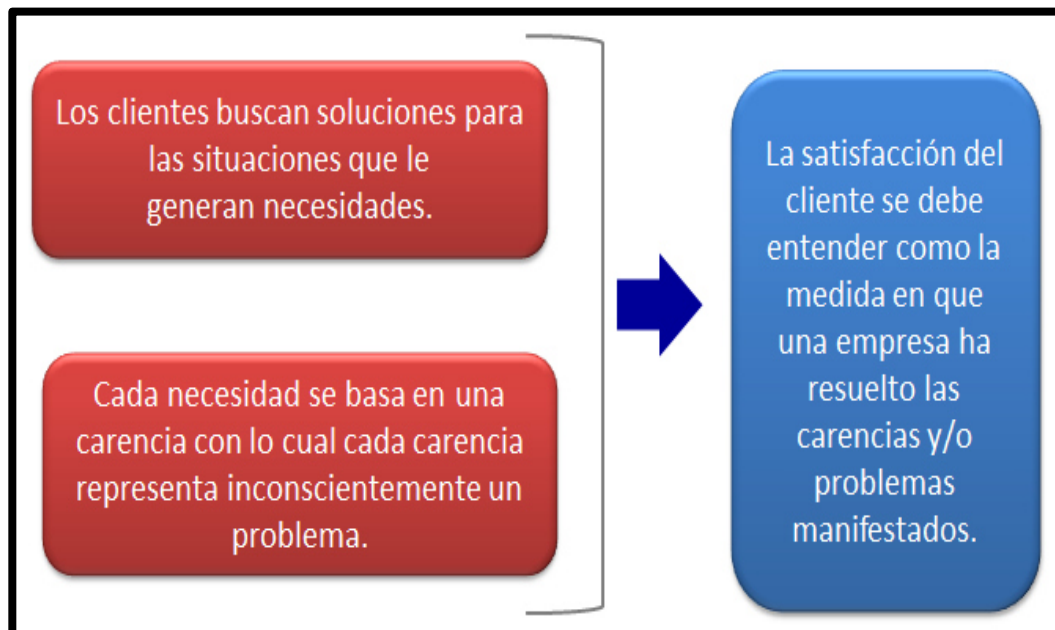 Los clientes buscan soluciones para
las situaciones que le
generan necesidades.
Cada necesidad se basa en una
carencia con lo cual cada carencia
representa inconscientemente un
problema.
La satisfacción del
cliente se debe
entender como la
medida en que
una empresa ha
resuelto las
carencias y/o
problemas
manifestados.